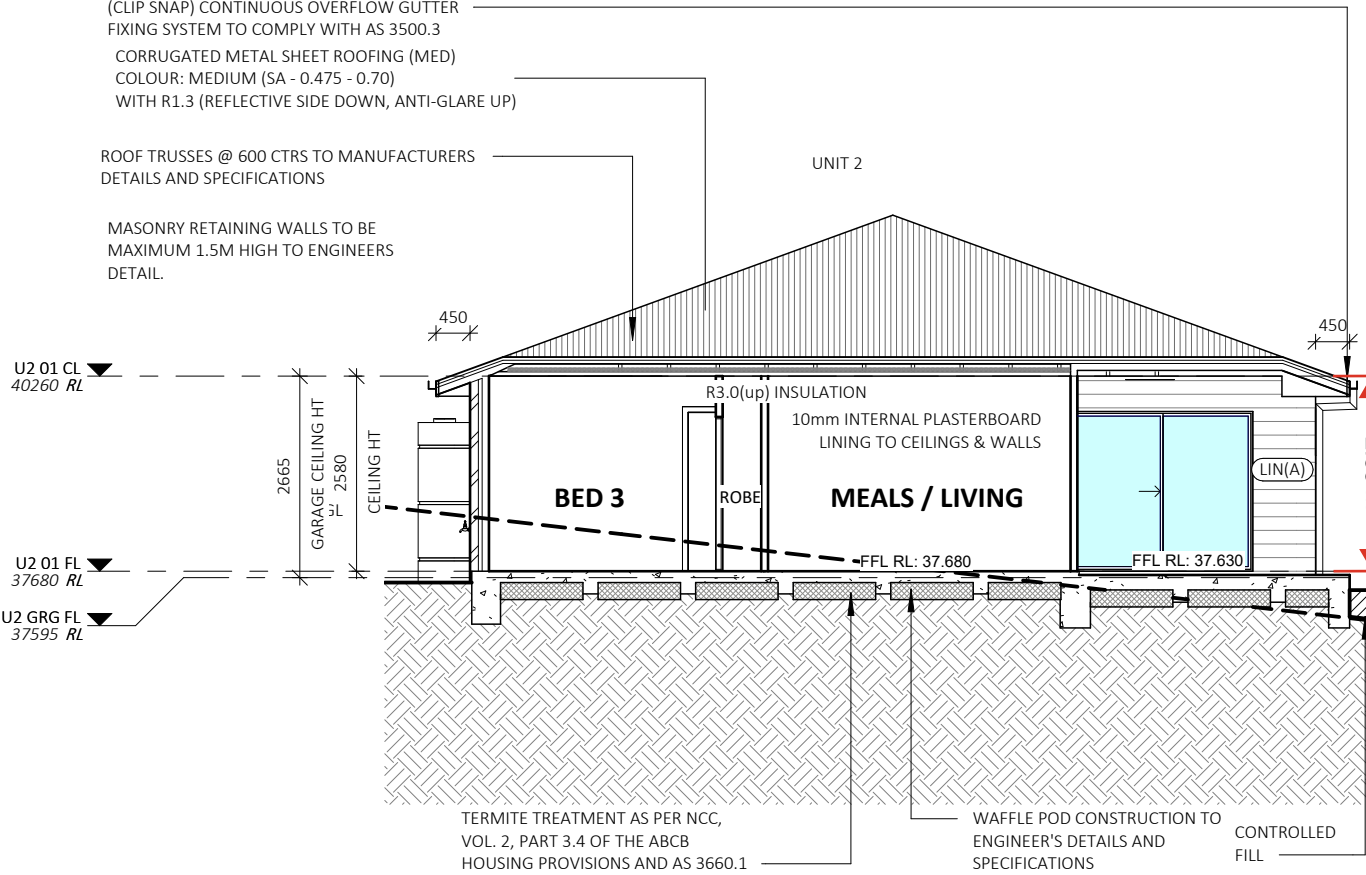 (CLIP SNAP) CONTINUOUS OVERFLOW GUTTER
FIXING SYSTEM TO COMPLY WITH AS 3500.3
CORRUGATED METAL SHEET ROOFING (MED)
COLOUR: MEDIUM (SA - 0.475 - 0.70)
WITH R1.3 (REFLECTIVE SIDE DOWN, ANTI-GLARE UP)
ROOF TRUSSES @ 600 CTRS TO MANUFACTURERS
DETAILS AND SPECIFICATIONS
UNIT 2
MASONRY RETAINING WALLS TO BE
MAXIMUM 1.5M HIGH TO ENGINEERS
DETAIL.
450
450
U2 01 CL
40260 RL
R3.0(up) INSULATION
10mm INTERNAL PLASTERBOARD
LINING TO CEILINGS & WALLS
2665
GARAGE CEILING HT
2580
CEILING HT
LIN(A)
BED 3
ROBE
MEALS / LIVING
FFL RL: 37.680
FFL RL: 37.630
U2 01 FL
37680 RL
U2 GRG FL
37595 RL
TERMITE TREATMENT AS PER NCC,
VOL. 2, PART 3.4 OF THE ABCB
HOUSING PROVISIONS AND AS 3660.1
WAFFLE POD CONSTRUCTION TO
ENGINEER'S DETAILS AND
SPECIFICATIONS
CONTROLLED
FILL